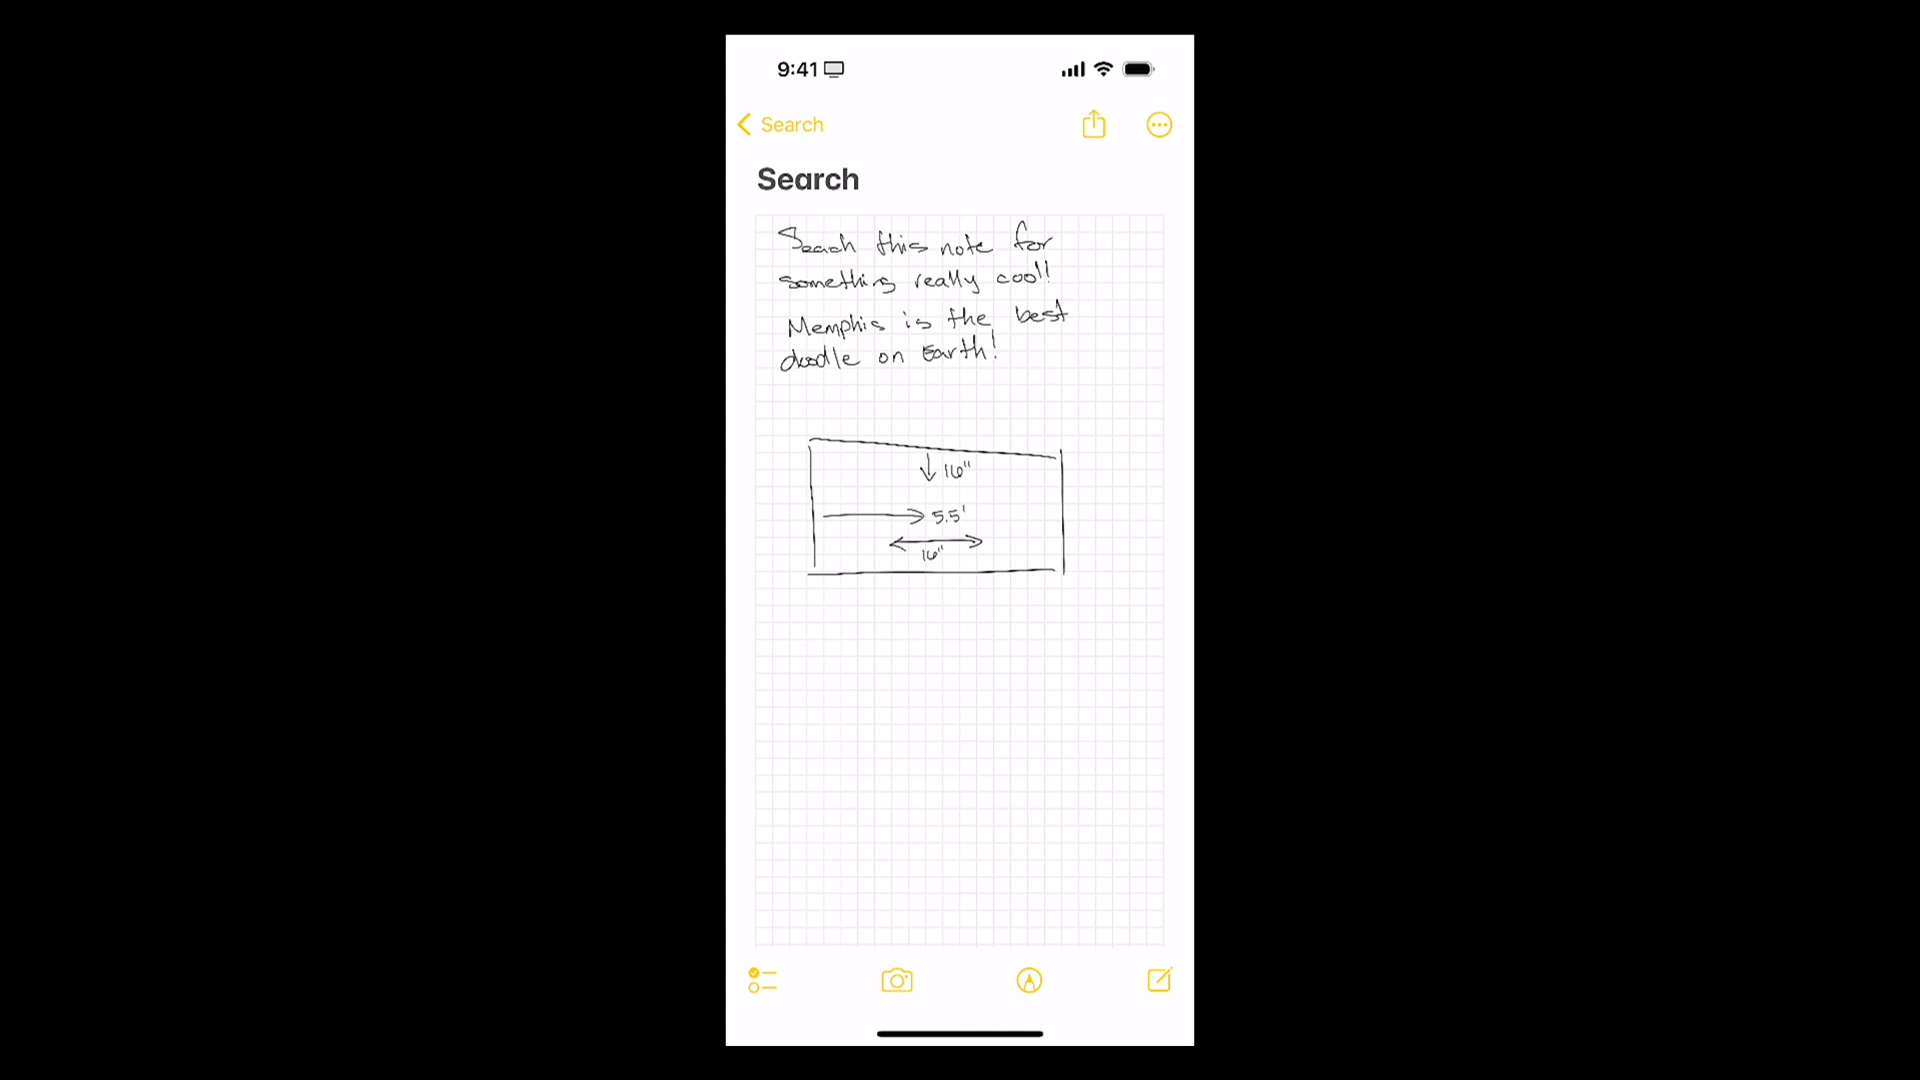 9:41
Search
Search
Seach this note for
something really cool!
Memphis is the best
doodle on Earth!
16"
5.5'
16"